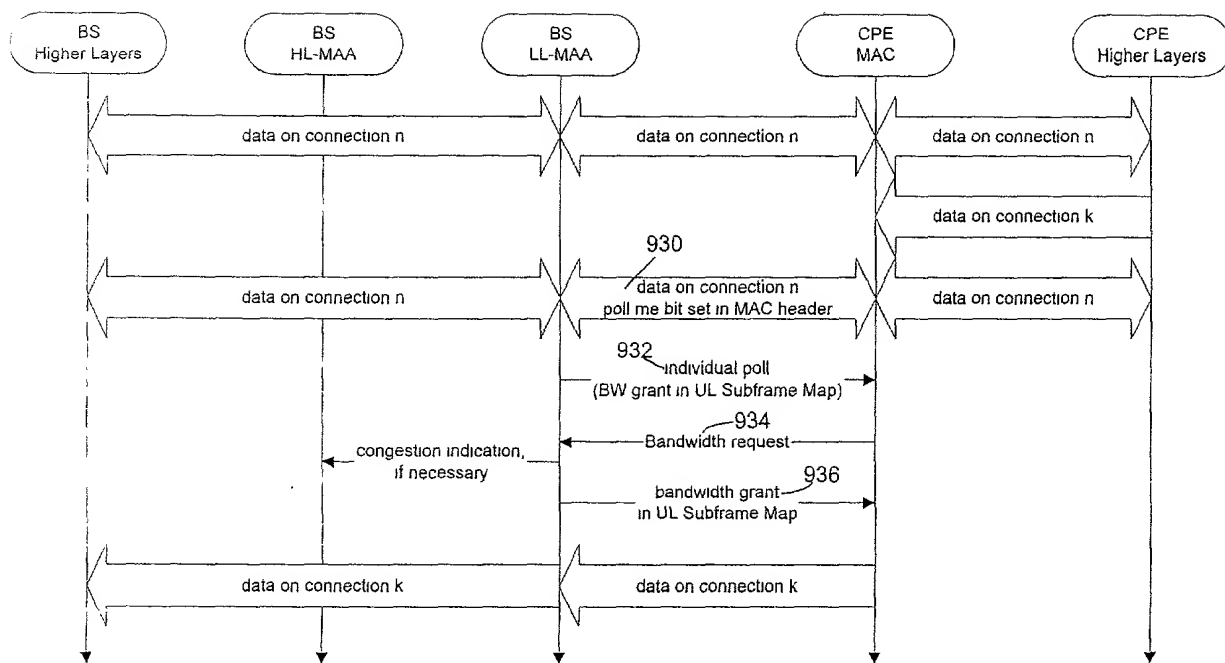 BS
Higher Layers
BS
HL-MAA
BS
LL-MAA
CPE
MAC
CPE
Higher Layers
data on connection n
data on connection n
data on connection n
data on connection k
930
data on connection n
data on connection n
poll me bit set in MAC header
data on connection n
932
individual poll
(BW grant in UL Subframe Map)
934
Bandwidth request
congestion indication,
if necessary
936
bandwidth grant
in UL Subframe Map
data on connection k
data on connection k